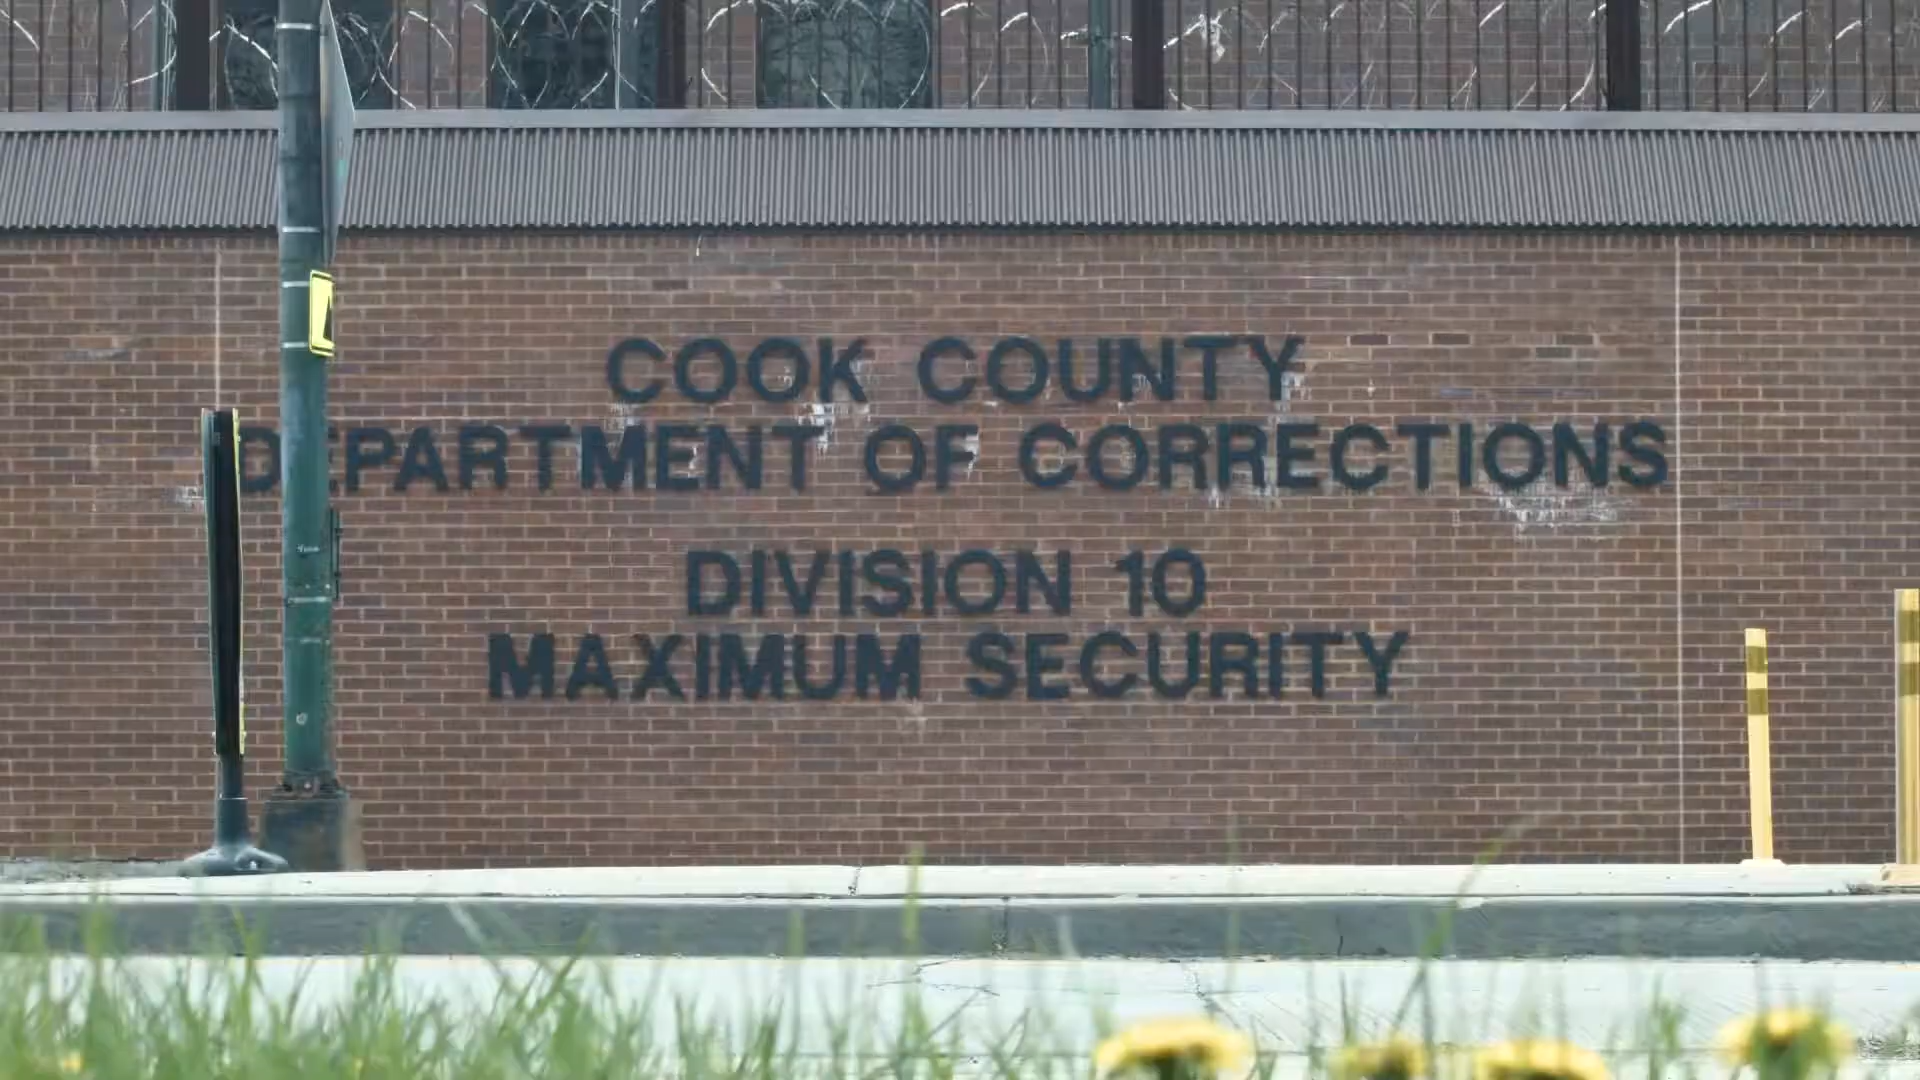 COOK COUNTY
DEPARTMENT OF CORRECTIONS
DIVISION 10
MAXIMUM SECURITY